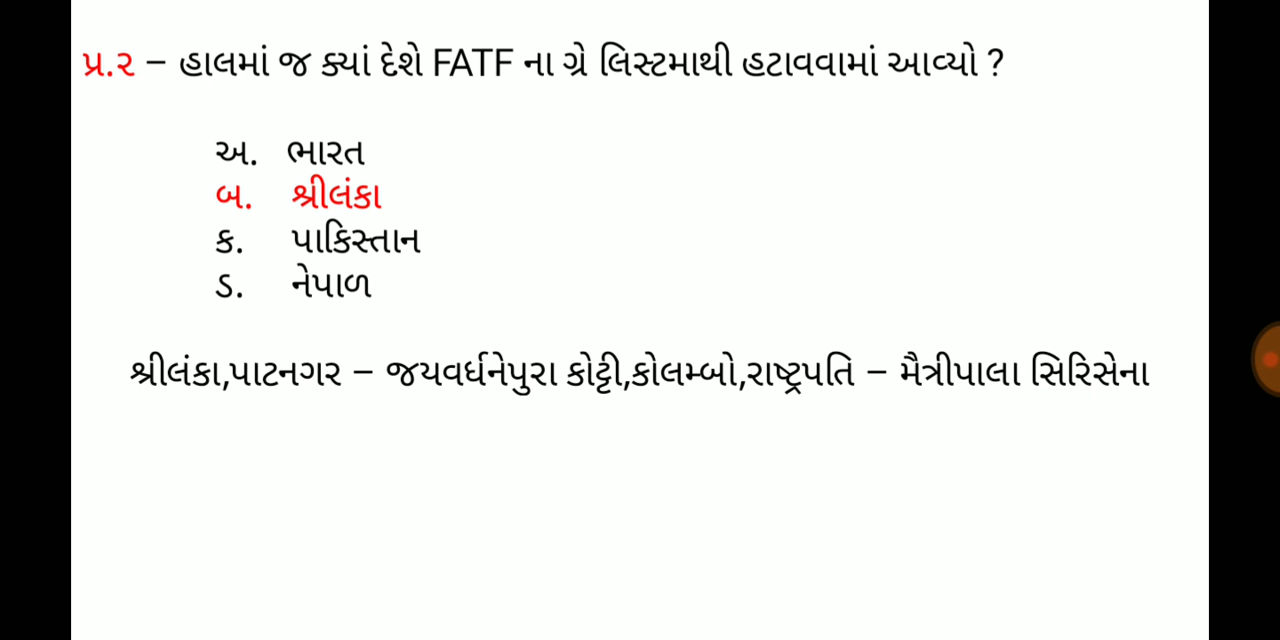 પ્ર.૨ – હાલમાં જ ક્યાં દેશે FATF ના ગ્રે લિસ્ટમાથી હટાવવામાં આવ્યો ?
અ. ભારત
બ. શ્રીલંકા
ક. પાકિસ્તાન
ડ. નેપાળ
શ્રીલંકા,પાટનગર – જયવર્ધનેપુરા કોટ્ટી,કોલમ્બો,રાષ્ટ્રપતિ – મૈત્રીપાલા સિરિસેના